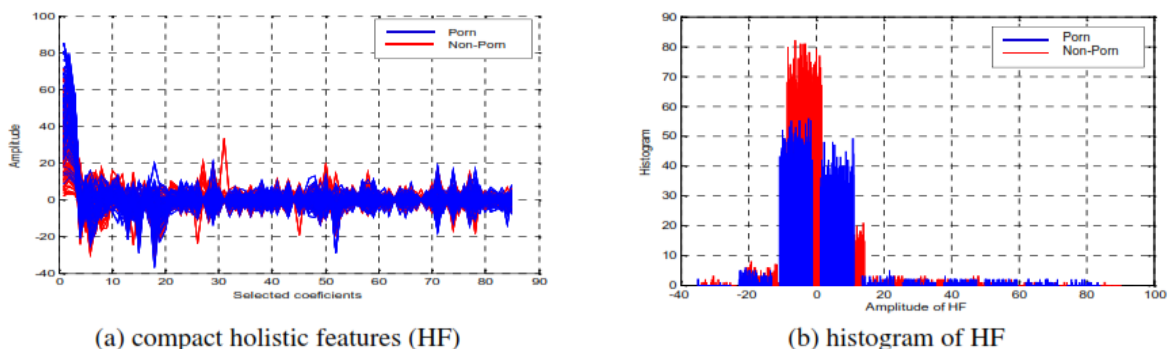 100
80
60
40
20
0
-20
-40
Amplitude
0 10 20 30 40 50 60 70 80 90
Selected coeficients
Porn
Non-Porn
(a) compact holistic features (HF)
90
80
70
60
50
40
30
20
10
0
Histogram
-40 -20 0 20 40 60 80 100
Amplitude of HF
Porn
Non-Porn
(b) histogram of HF